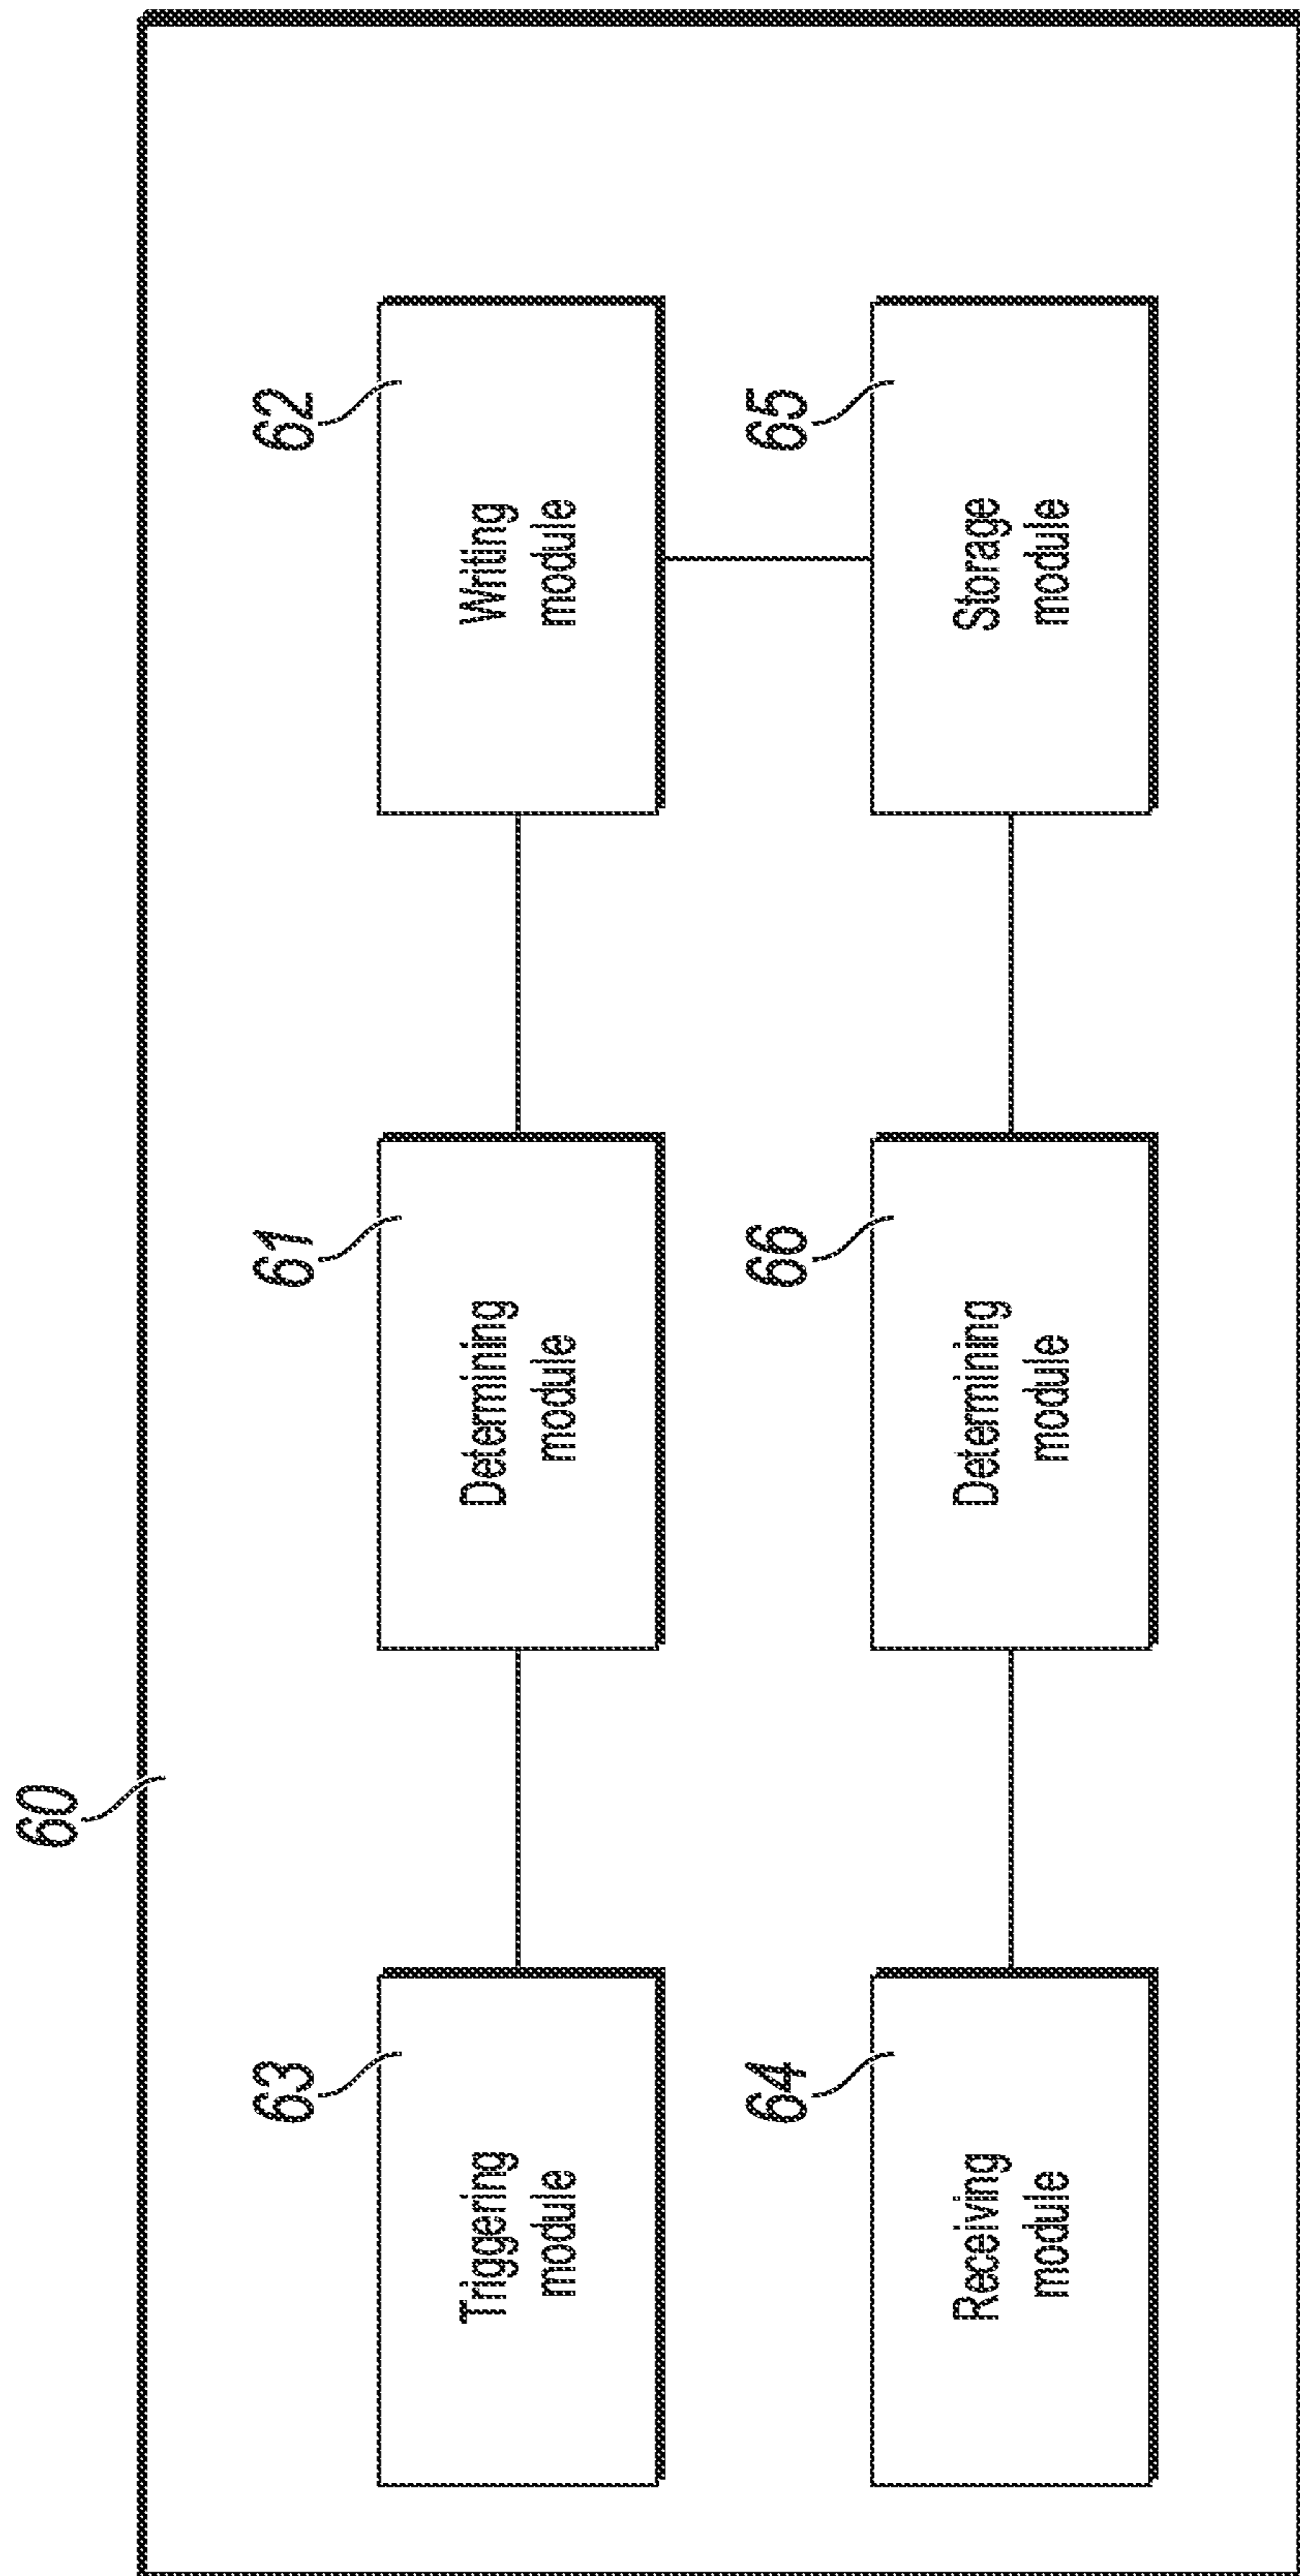 60
63
Triggering
module
61
Determining
module
62
Writing
module
64
Receiving
module
66
Determining
module
65
Storage
module